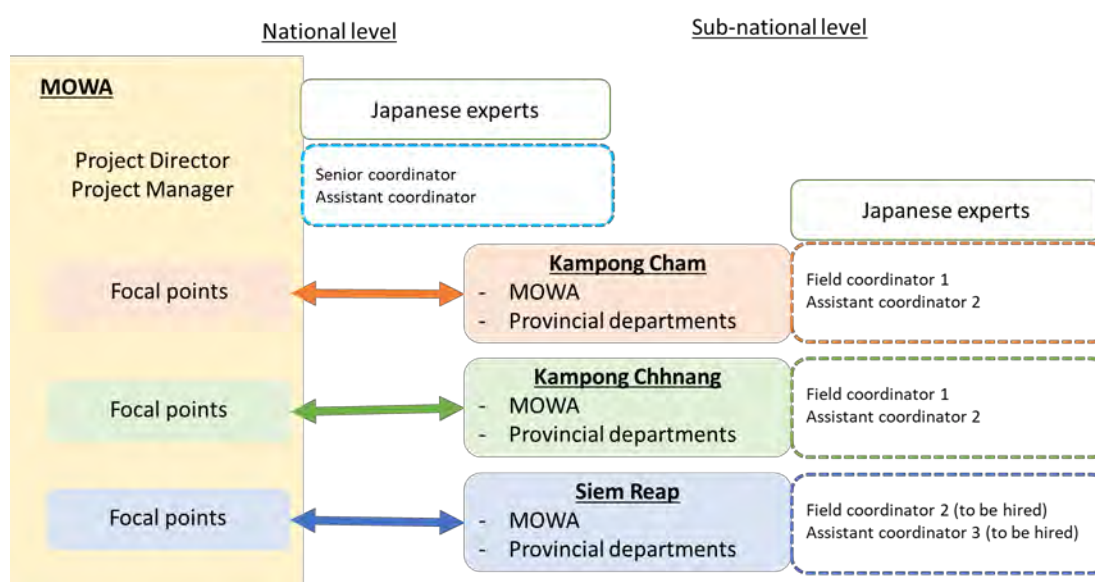 National level
Sub-national level
MOWA
Japanese experts
Project Director
Project Manager
Senior coordinator
Assistant coordinator
Japanese experts
Focal points
Kampong Cham
- MOWA
- Provincial departments
Field coordinator 1
Assistant coordinator 2
Focal points
Kampong Chhnang
- MOWA
- Provincial departments
Field coordinator 1
Assistant coordinator 2
Focal points
Siem Reap
- MOWA
- Provincial departments
Field coordinator 2 (to be hired)
Assistant coordinator 3 (to be hired)